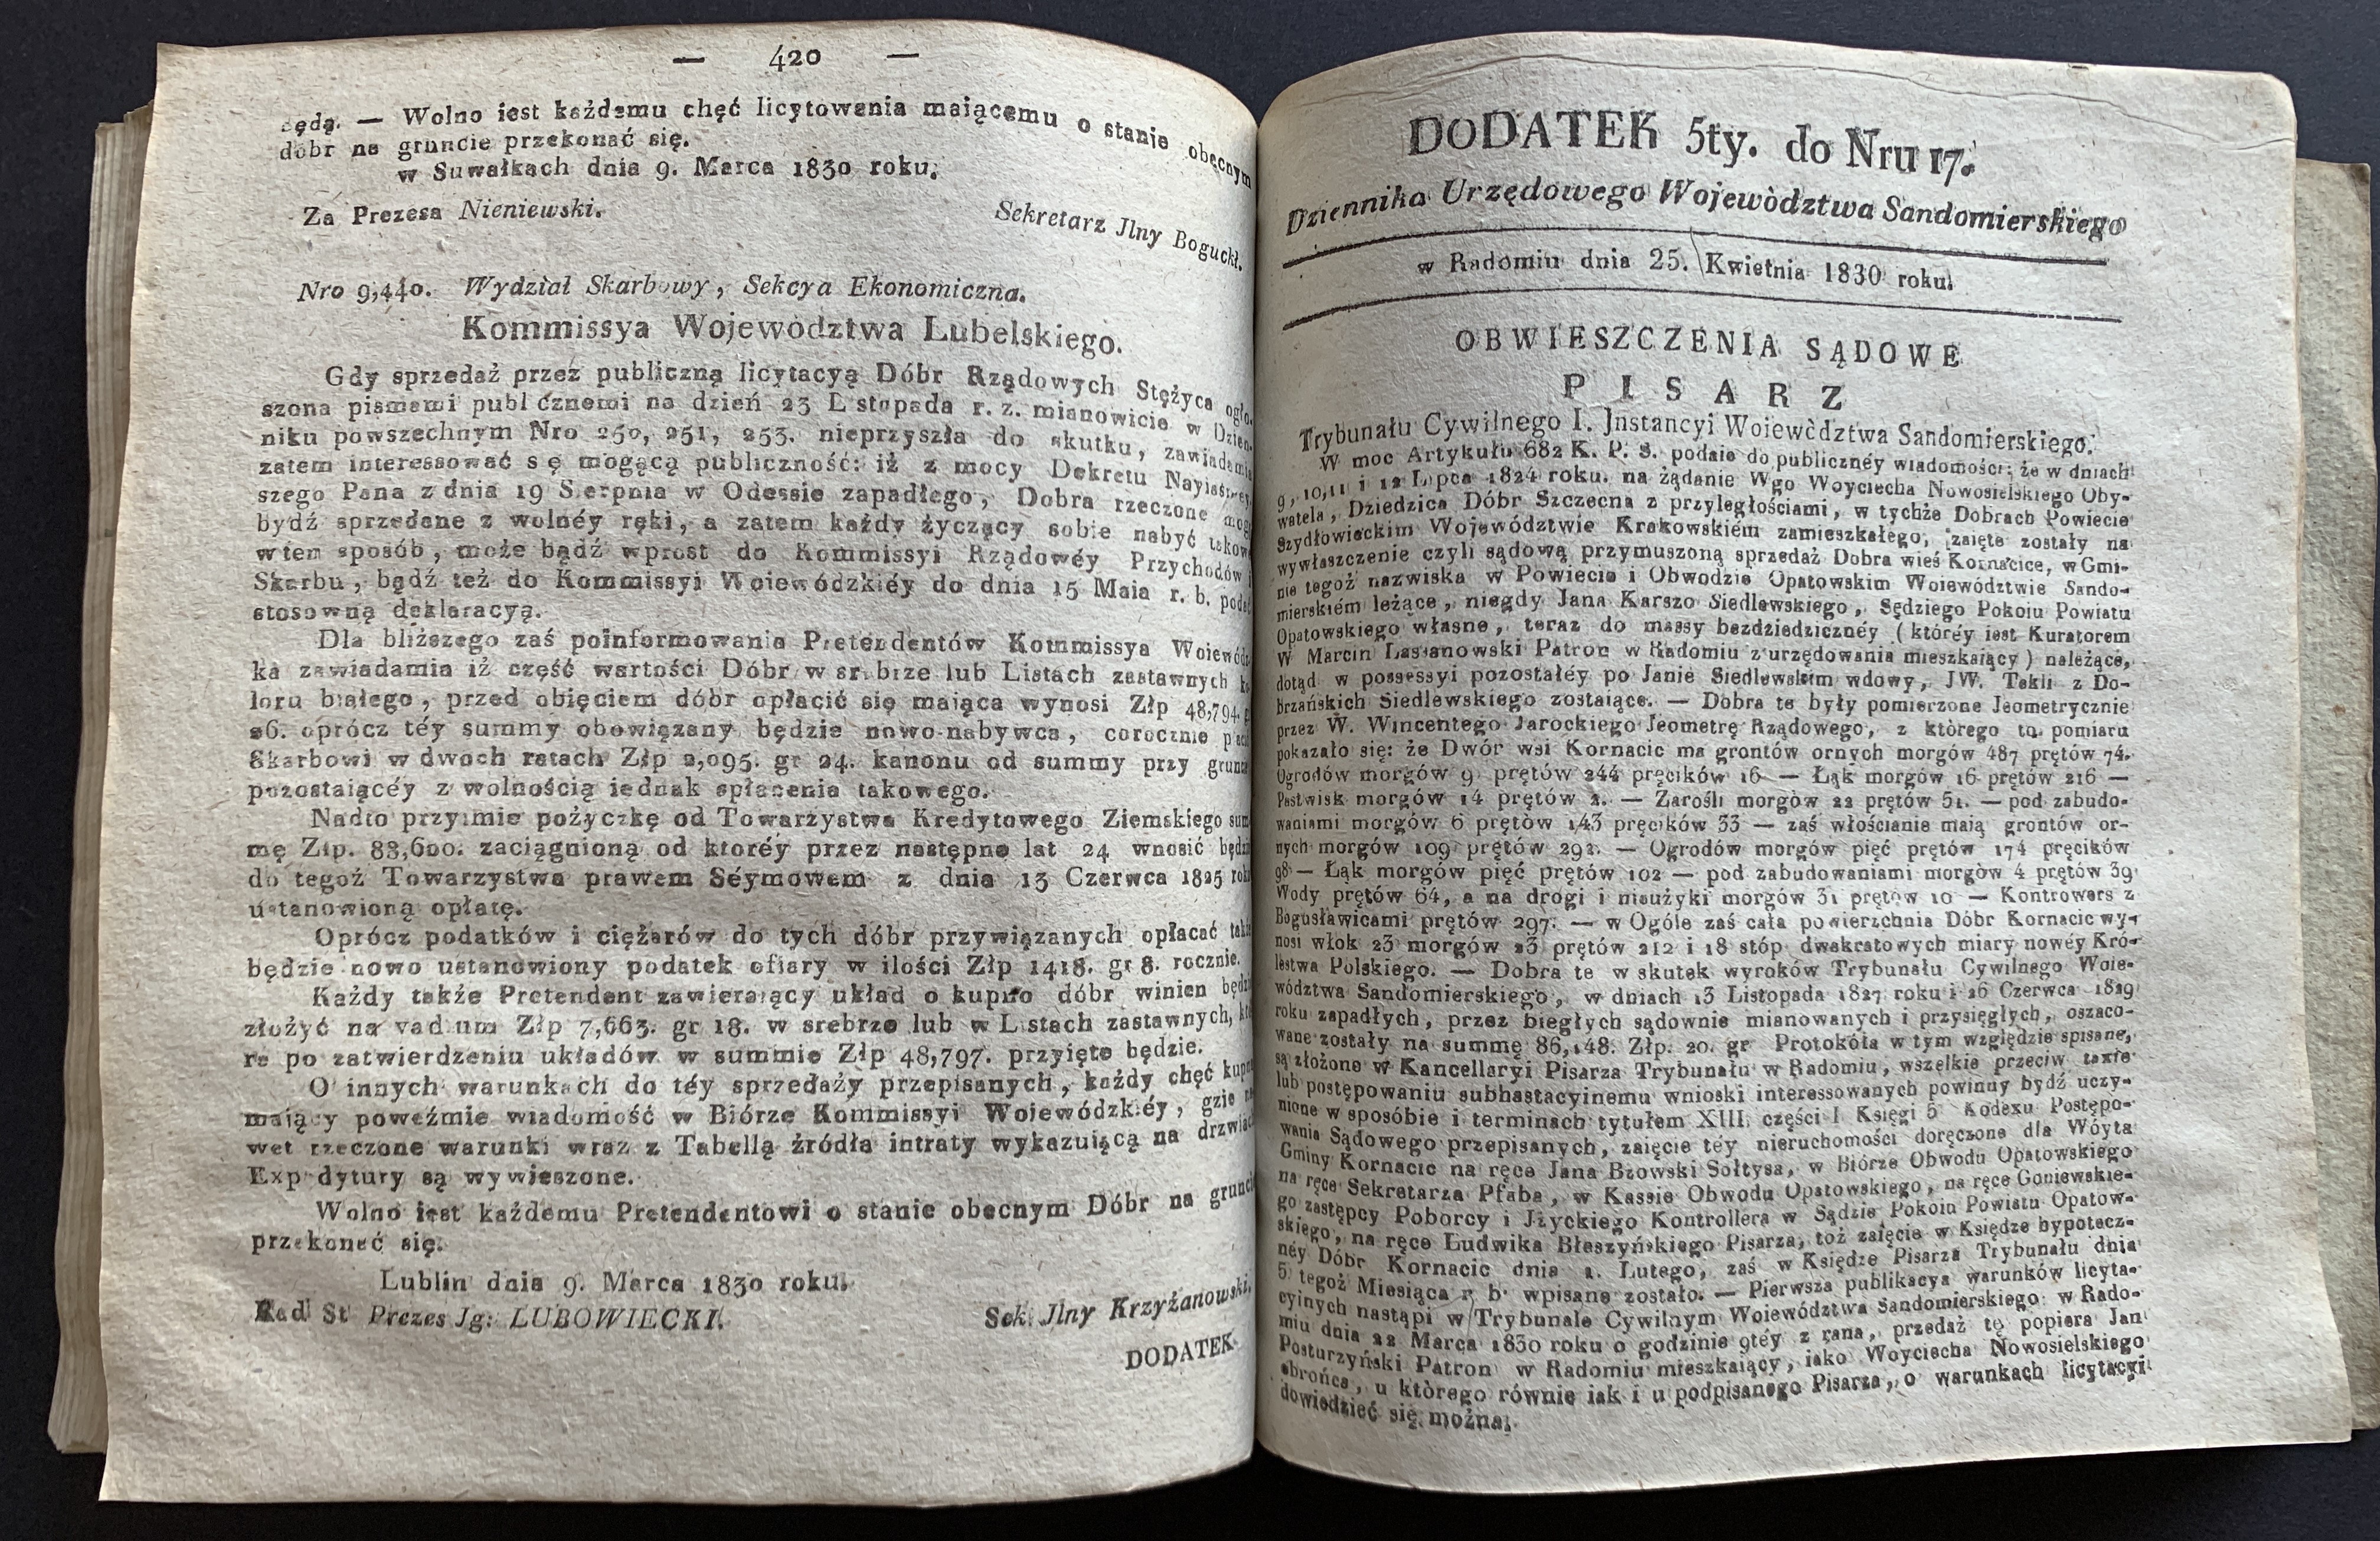 — 420 —
będą. — Wolno iest każdemu chęć licytowania maiącemu o stanie obęcnym
dóbr na gruncie przekonać się.
w Suwałkach dnia 9. Marca 1830 roku.
Za Prezesa Nieniewski. Sekretarz Jlny Bogucki.
Nro 9,440. Wydział Skarbowy, Sekcya Ekonomiczna.
Kommissya Województwa Lubelskiego.
Gdy sprzedaż przez publiczną licytacyą Dóbr Rządowych Stężyca ogło-
szona pismami publicznemi na dzień 23 Listopada r. z. mianowicie w Dzien-
niku powszechnym Nro 250, 251, 253. nieprzyszła do skutku, zawiadamia
zatem interessować się mogącą publiczność: iż z mocy Dekretu Nayiaśniey-
szego Pana z dnia 19 Sierpnia w Odessie zapadłego, Dobra rzeczone mogą
bydź sprzedane z wolnéy ręki, a zatem każdy życzący sobie nabyć takowe
w ten sposób, może bądź wprost do Kommissyi Rządowéy Przychodów i
Skarbu, bądź też do Kommissyi Woiewódzkiéy do dnia 15 Maia r. b. podać
stosowną deklaracyą.
Dla bliższego zaś poinformowania Pretendentów Kommissya Woiewódz-
ka zawiadamia iż część wartości Dóbr w srebrze lub Listach zastawnych ko-
loru białego, przed obięciem dóbr opłacić się maiąca wynosi Złp 48,794. g
26. oprócz téy summy obowiązany będzie nowo-nabywca, corocznie płacić
Skarbowi w dwoch ratach Złp 2,095. gr 24. kanonu od summy przy gruncie
pozostaiącéy z wolnością iednak spłacenia takowego.
Nadto przyimie pożyczkę od Towarzystwa Kredytowego Ziemskiego sum-
mę Złp. 83,600. zaciągnioną od któréy przez następne lat 24 wnosić będzie
do tegoż Towarzystwa prawem Séymowem z dnia 13 Czerwca 1825 roku
ustanowioną opłatę.
Oprócz podatków i ciężarów do tych dóbr przywiązanych opłacać także
będzie nowo ustanowiony podatek ofiary w ilości Złp 1418. gr 8. rocznie.
Każdy także Pretendent zawieraiący układ o kupno dóbr winien będzie
złożyć na vadium Złp 7,663. gr 18. w srebrze lub w Listach zastawnych, któ-
re po zatwierdzeniu układów w summie Złp 48,797. przyięte będzie.
O innych warunkach do téy sprzedaży przepisanych, każdy chęć kupna
maiący poweźmie wiadomość w Biórze Kommissyi Woiewódzkiéy, gzie na-
wet rzeczone warunki wraz z Tabellą źródła intraty wykazuiącą na drzwiach
Expedytury są wywieszone.
Wolno iest każdemu Pretendentowi o stanie obecnym Dóbr na gruncie
przekonać się.
Lublin dnia 9. Marca 1830 roku.
Rad St Prezes Jg: LUBOWIECKI. Sek: Jlny Krzyżanowski.
DODATEK
DODATEK 5ty. do Nru 17.
Dziennika Urzędowego Województwa Sandomierskiego
w Radomiu dnia 25. Kwietnia 1830 roku.
OBWIESZCZENIA SĄDOWE
PISARZ
Trybunału Cywilnego I. Jnstancyi Woiewództwa Sandomierskiego.
W moc Artykułu 682 K. P. S. podaie do publicznéy wiadomości: że w dniach
9, 10, 11 i 12 Lipca 1824 roku. na żądanie Wgo Woyciecha Nowosielskiego Oby-
watela, Dziedzica Dóbr Szczecna z przyległościami, w tychże Dobrach Powiecie
Szydłowieckim Województwie Krakowskiém zamieszkałego, zaięte zostały na
wywłaszczenie czyli sądową przymuszoną sprzedaż Dobra wieś Kornacice, w Gmi-
nie tegoż nazwiska w Powiecie i Obwodzie Opatowskim Woiewództwie Sando-
mierskiém leżące, niegdy Jana Karszo Siedlewskiego, Sędziego Pokoiu Powiatu
Opatowskiego własne, teraz do massy bezdziedzicznéy (któréy iest Kuratorem
W Marcin Lassanowski Patron w Radomiu z urzędowania mieszkaiący) należące,
dotąd w possessyi pozostałéy po Janie Siedlewskim wdowy, JW. Tekli z Do-
brzańskich Siedlewskiego zostaiące. — Dobra te były pomierzone Jeometrycznie
przez W. Wincentego Jarockiego Jeometrę Rządowego, z którego to pomiaru
pokazało się: że Dwór wsi Kornacic ma grontów ornych morgów 487 prętów 74.
Ogrodów morgów 9 prętów 244 pręcików 16 — Łąk morgów 16 prętów 216 —
Pastwisk morgów 14 prętów 2. — Zarośli morgów 22 prętów 51. — pod zabudo-
waniami morgów 6 prętów 143 pręcików 33 — zaś włościanie maią grontów or-
nych morgów 109 prętów 292. — Ogrodów morgów pięć prętów 174 pręcików
98 — Łąk morgów pięć prętów 102 — pod zabudowaniami morgów 4 prętów 39
Wody prętów 64, a na drogi i nieużyki morgów 31 prętów 10 — Kontrowers z
Bogusławicami prętów 297. — w Ogóle zaś cała powierzchnia Dóbr Kornacic wy-
nosi włok 23 morgów 23 prętów 212 i 18 stóp dwakratowych miary nowéy Kró-
lestwa Polskiego. — Dobra te w skutek wyroków Trybunału Cywilnego Woie-
wództwa Sandomierskiego, w dniach 13 Listopada 1827 roku i 26 Czerwca 1829
roku zapadłych, przez biegłych sądownie mianowanych i przysięgłych, oszaco-
wane zostały na summę 86,148. Złp. 20. gr Protokóła w tym względzie spisane,
są złożone w Kancellaryi Pisarza Trybunału w Radomiu, wszelkie przeciw taxie
lub postępowaniu subhastacyinemu wnioski interessowanych powinny bydź uczy-
nione w sposóbie i terminach tytułem XIII. części I Księgi 5 Kodexu Postępo-
wania Sądowego przepisanych, zaięcie téy nieruchomości doręczone dla Wóyta
Gminy Kornacic na ręce Jana Bzowski Sołtysa, w Biórze Obwodu Opatowskiego
na ręce Sekretarza Pfaba, w Kassie Obwodu Opatowskiego, na ręce Goniewskie-
go zastępcy Poborcy i Jżyckiego Kontrollera w Sądzie Pokoiu Powiatu Opatow-
skiego, na ręce Ludwika Błeszyńskiego Pisarza, toż zaięcie w Księdze hypotecz-
néy Dóbr Kornacic dnia 1. Lutego, zaś w Księdze Pisarza Trybunału dnia
5 tegoż Miesiąca r. b. wpisane zostało. — Pierwsza publikacya warunków licyta-
cyinych nastąpi w Trybunale Cywilnym Woiewództwa Sandomierskiego w Rado-
miu dnia 22 Marca 1830 roku o godzinie 9téy z rana, przedaż tę popiera Jan
Posturzyński Patron w Radomiu mieszkaiący, iako Woyciecha Nowosielskiego
obrońca, u którego równie iak i u podpisanego Pisarza, o warunkach licytacyi
dowiedzieć się można.